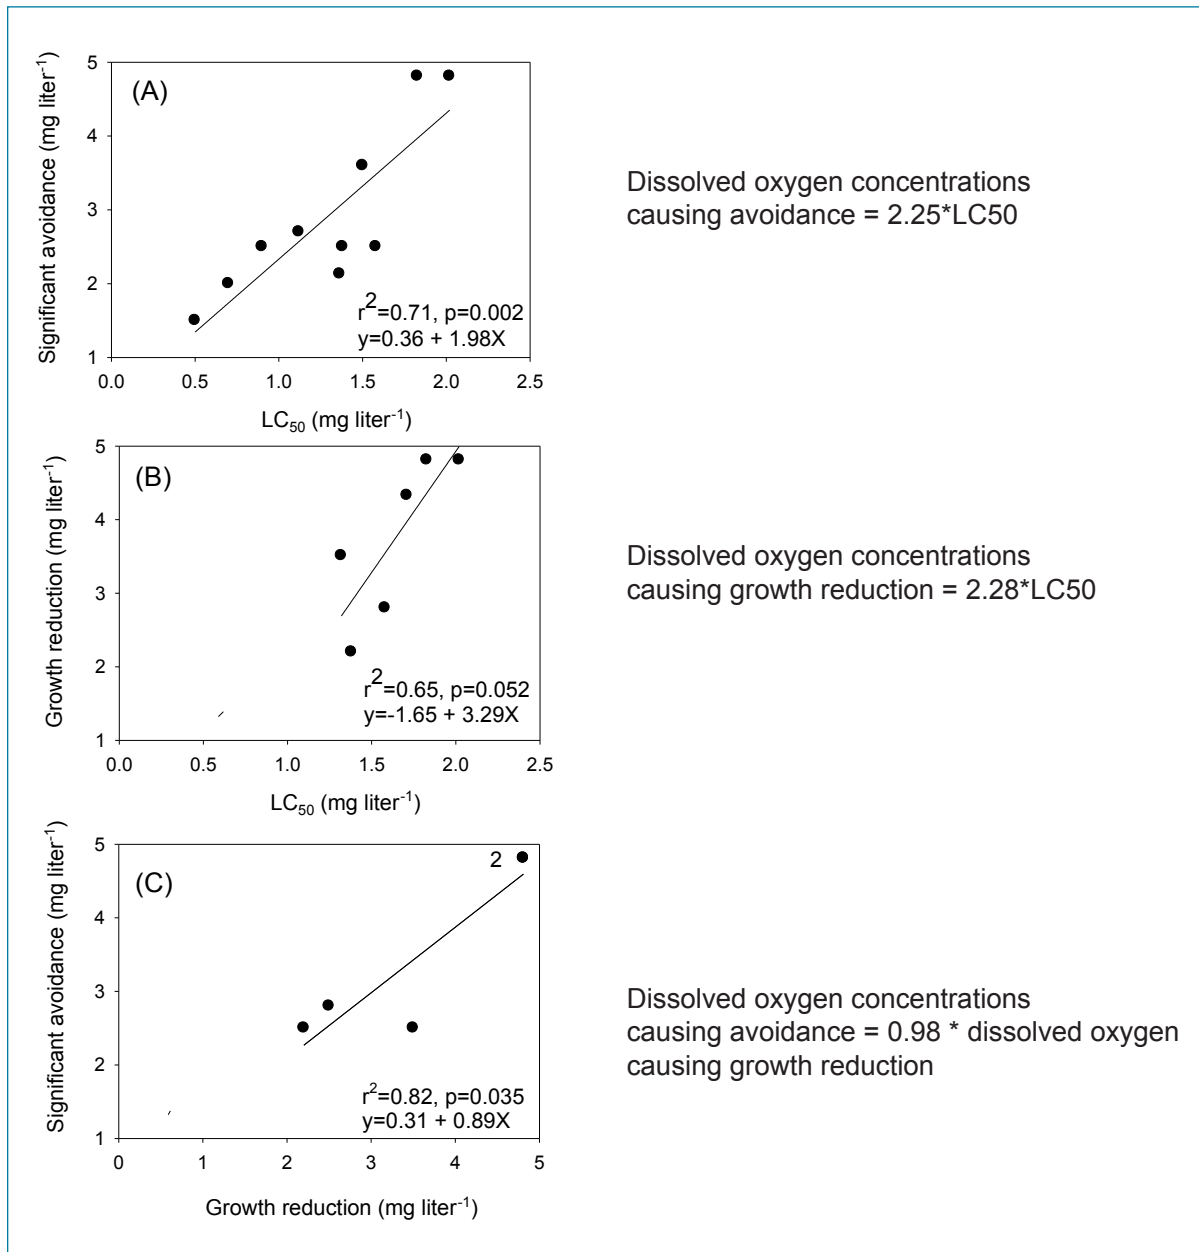 (A)
Significant avoidance (mg liter⁻¹)
5
4
3
2
1
r²=0.71, p=0.002
y=0.36 + 1.98X
0.0 0.5 1.0 1.5 2.0 2.5
LC₅₀ (mg liter⁻¹)
Dissolved oxygen concentrations
causing avoidance = 2.25*LC50
(B)
Growth reduction (mg liter⁻¹)
5
4
3
2
1
r²=0.65, p=0.052
y=-1.65 + 3.29X
0.0 0.5 1.0 1.5 2.0 2.5
LC₅₀ (mg liter⁻¹)
Dissolved oxygen concentrations
causing growth reduction = 2.28*LC50
(C)
Significant avoidance (mg liter⁻¹)
5
4
3
2
1
2
r²=0.82, p=0.035
y=0.31 + 0.89X
0 1 2 3 4 5
Growth reduction (mg liter⁻¹)
Dissolved oxygen concentrations
causing avoidance = 0.98 * dissolved oxygen
causing growth reduction